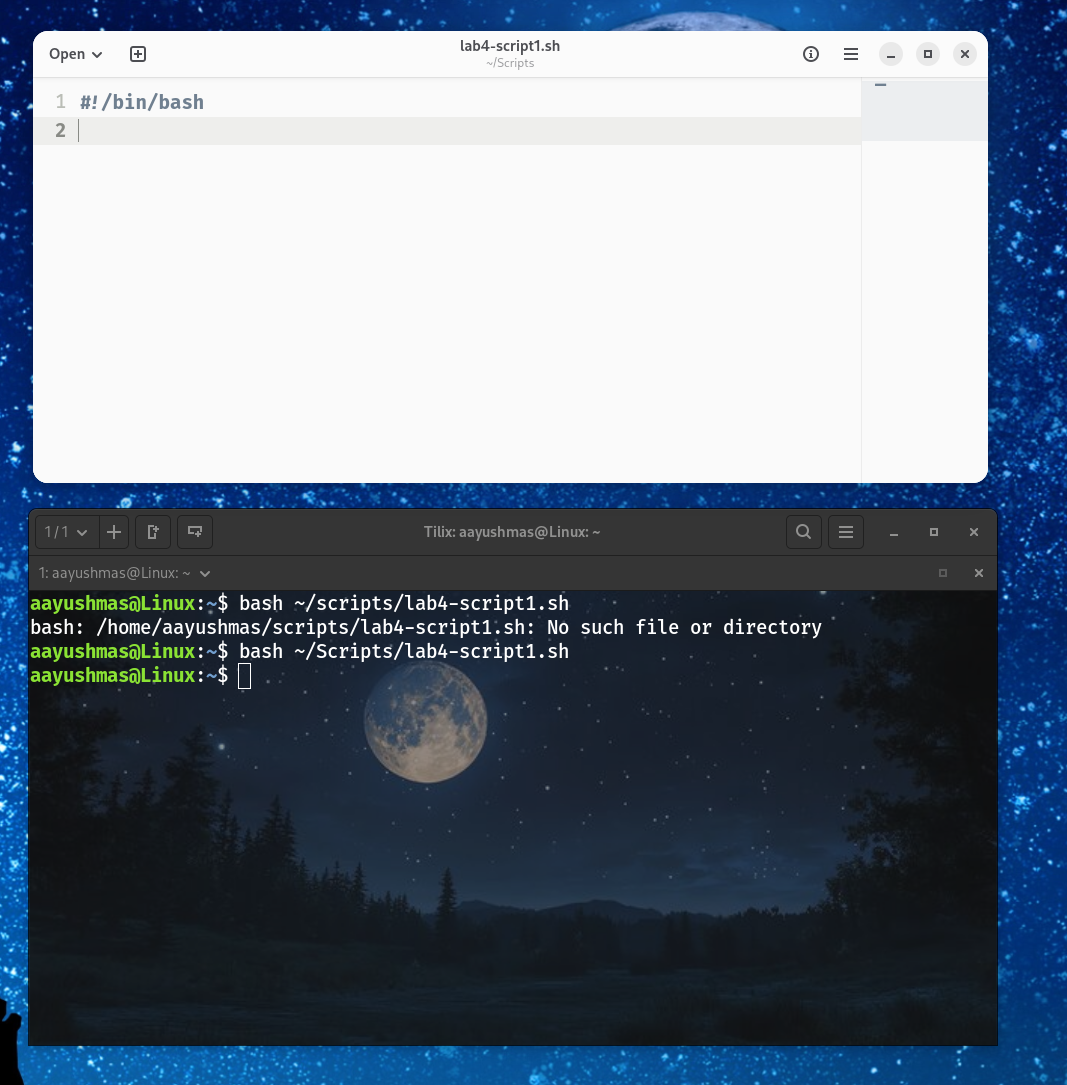 Open
lab4-script1.sh
~/Scripts
1 #!/bin/bash
2
1 / 1
Tilix: aayushmas@Linux: ~
1: aayushmas@Linux: ~
aayushmas@Linux:~$ bash ~/scripts/lab4-script1.sh
bash: /home/aayushmas/scripts/lab4-script1.sh: No such file or directory
aayushmas@Linux:~$ bash ~/Scripts/lab4-script1.sh
aayushmas@Linux:~$